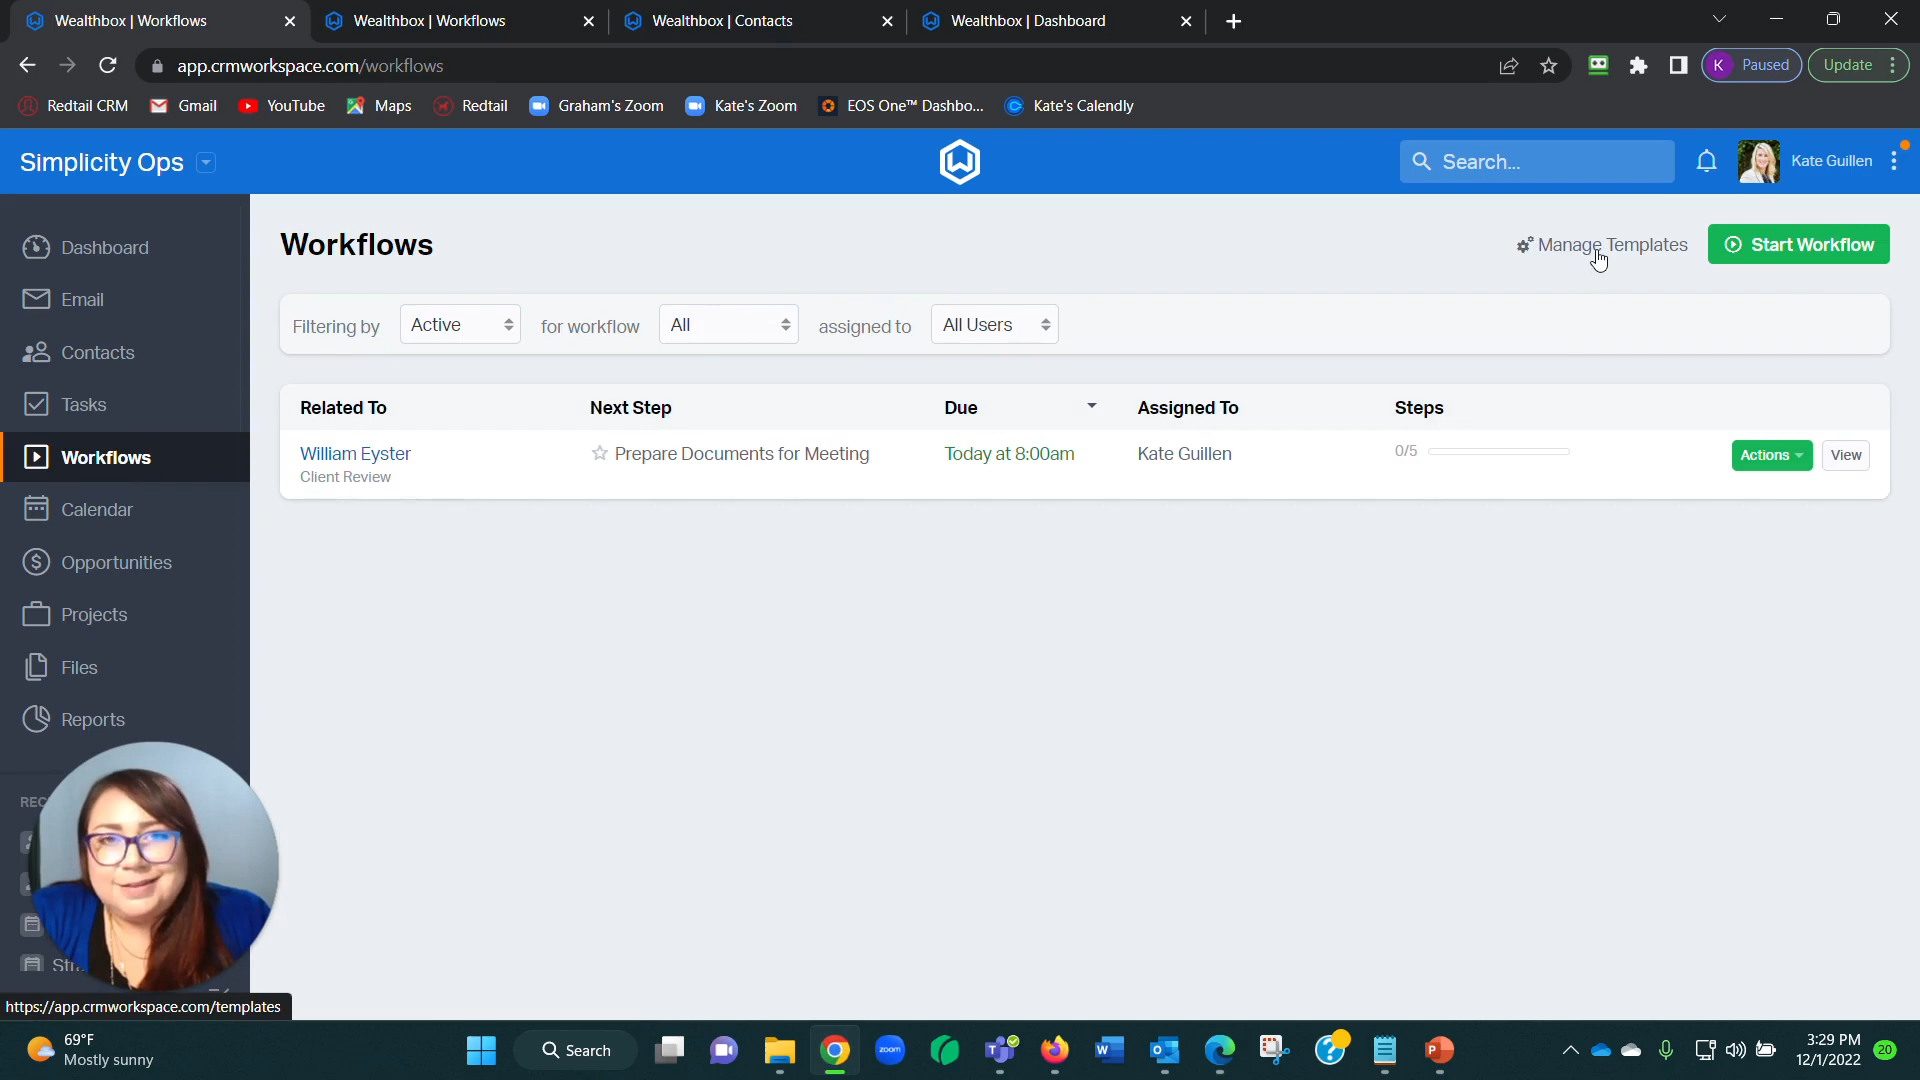 Wealthbox | Workflows
Wealthbox | Workflows
Wealthbox | Contacts
Wealthbox | Dashboard
app.crmworkspace.com/workflows
K Paused
Update
Redtail CRM
Gmail
YouTube
Maps
Redtail
Graham's Zoom
Kate's Zoom
EOS One™ Dashbo...
Kate's Calendly
Simplicity Ops
Search...
Kate Guillen
Dashboard
Email
Contacts
Tasks
Workflows
Calendar
Opportunities
Projects
Files
Reports
REC
Workflows
Manage Templates
Start Workflow
Filtering by Active for workflow All assigned to All Users
Related To Next Step Due Assigned To Steps
William Eyster Prepare Documents for Meeting Today at 8:00am Kate Guillen 0/5 Actions View
Client Review
https://app.crmworkspace.com/templates
69°F
Mostly sunny
Search
zoom
3:29 PM
12/1/2022
20